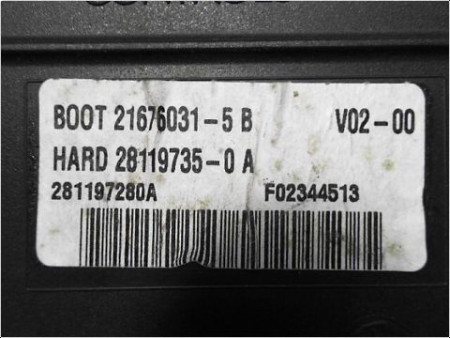 BOOT 21676031-5 B V02-00
HARD 28119735-0 A
281197280A F02344513